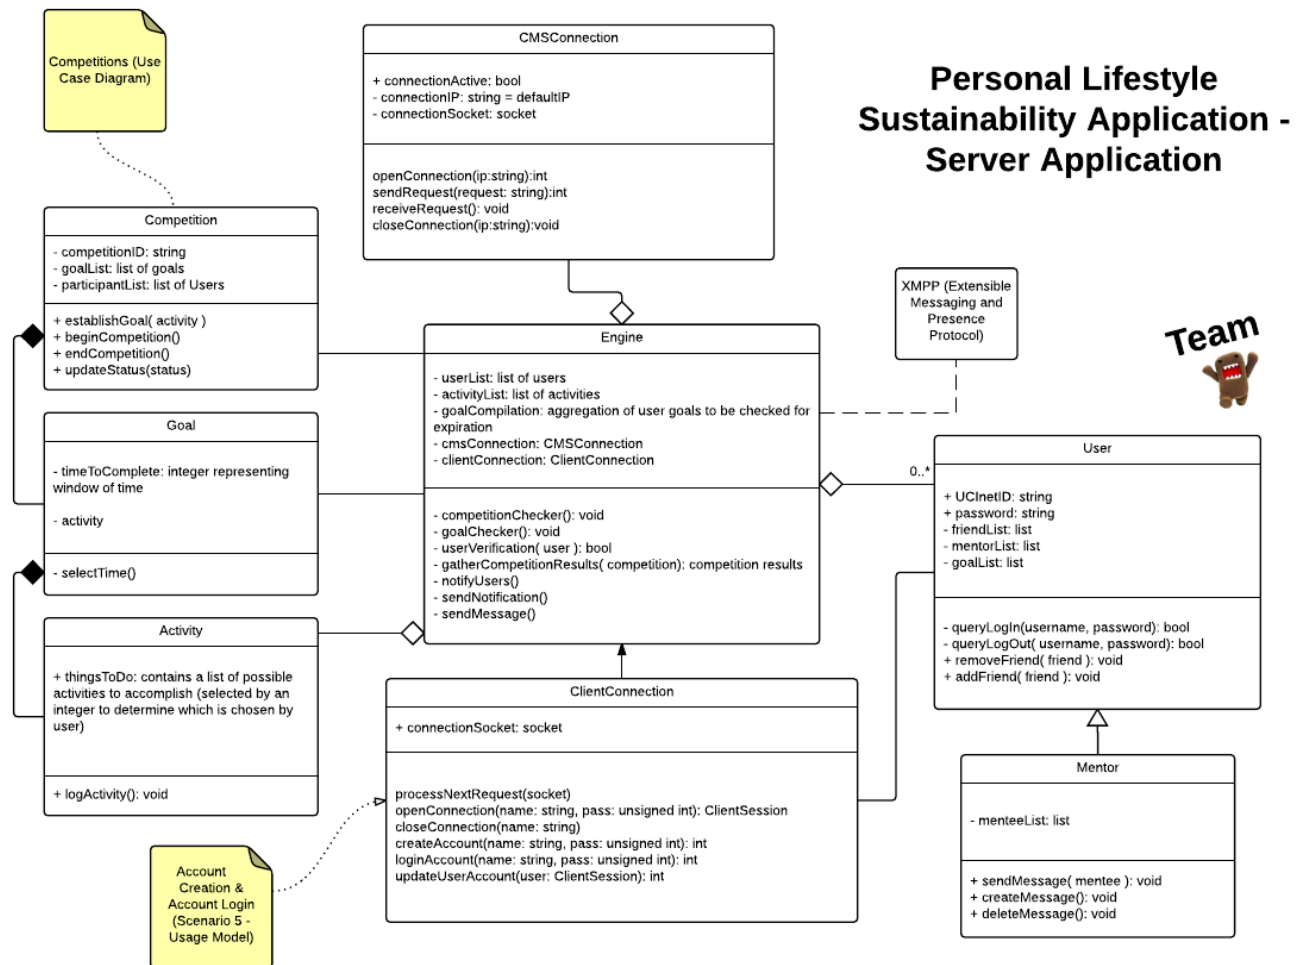 Competitions (Use
Case Diagram)
CMSConnection
+ connectionActive: bool
- connectionIP: string = defaultIP
- connectionSocket: socket
openConnection(ip:string):int
sendRequest(request: string):int
receiveRequest(): void
closeConnection(ip:string):void
Personal Lifestyle
Sustainability Application -
Server Application
Competition
- competitionID: string
- goalList: list of goals
- participantList: list of Users
+ establishGoal( activity )
+ beginCompetition()
+ endCompetition()
+ updateStatus(status)
XMPP (Extensible
Messaging and
Presence
Protocol)
Team
Engine
- userList: list of users
- activityList: list of activities
- goalCompilation: aggregation of user goals to be checked for
expiration
- cmsConnection: CMSConnection
- clientConnection: ClientConnection
- competitionChecker(): void
- goalChecker(): void
- userVerification( user ): bool
- gatherCompetitionResults( competition): competition results
- notifyUsers()
- sendNotification()
- sendMessage()
Goal
- timeToComplete: integer representing
window of time
- activity
- selectTime()
0..*
User
+ UCInetID: string
+ password: string
- friendList: list
- mentorList: list
- goalList: list
- queryLogIn(username, password): bool
- queryLogOut( username, password): bool
+ removeFriend( friend ): void
+ addFriend( friend ): void
Activity
+ thingsToDo: contains a list of possible
activities to accomplish (selected by an
integer to determine which is chosen by
user)
+ logActivity(): void
ClientConnection
+ connectionSocket: socket
processNextRequest(socket)
openConnection(name: string, pass: unsigned int): ClientSession
closeConnection(name: string)
createAccount(name: string, pass: unsigned int): int
loginAccount(name: string, pass: unsigned int): int
updateUserAccount(user: ClientSession): int
Mentor
- menteeList: list
+ sendMessage( mentee ): void
+ createMessage(): void
+ deleteMessage(): void
Account
Creation &
Account Login
(Scenario 5 -
Usage Model)